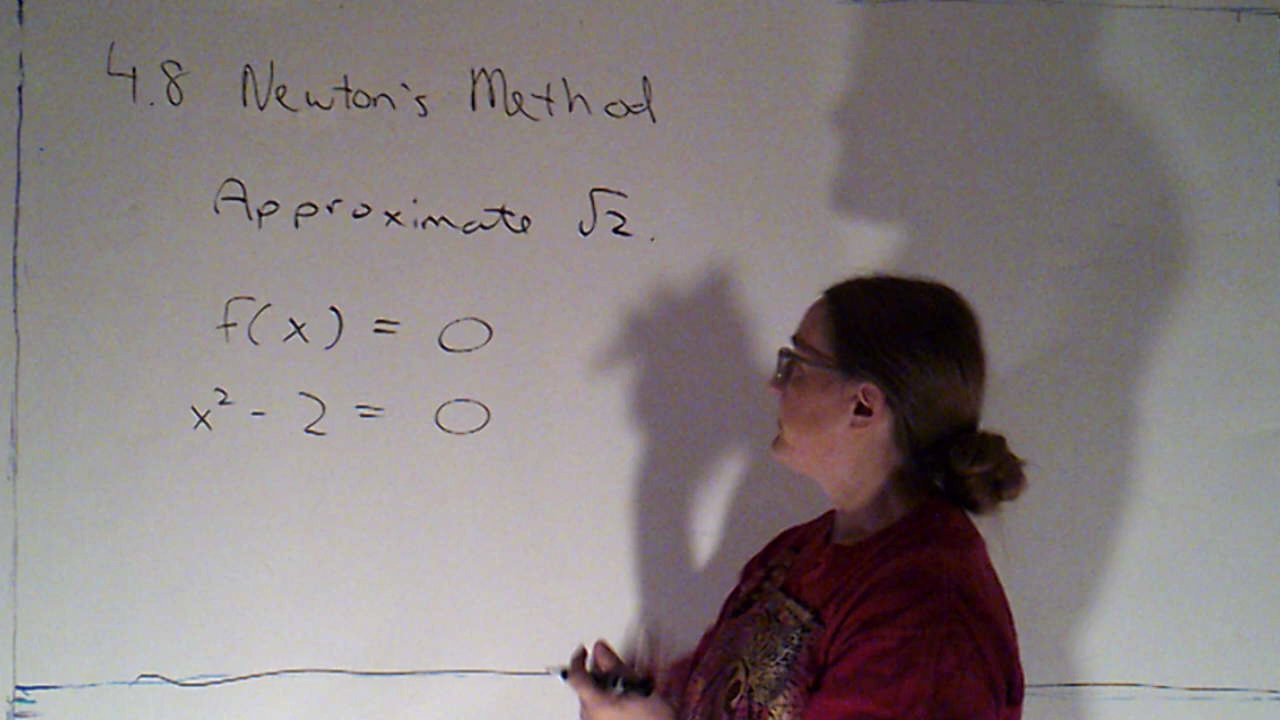 4.8 Newton's Method
Approximate √2.
f(x) = 0
x² - 2 = 0